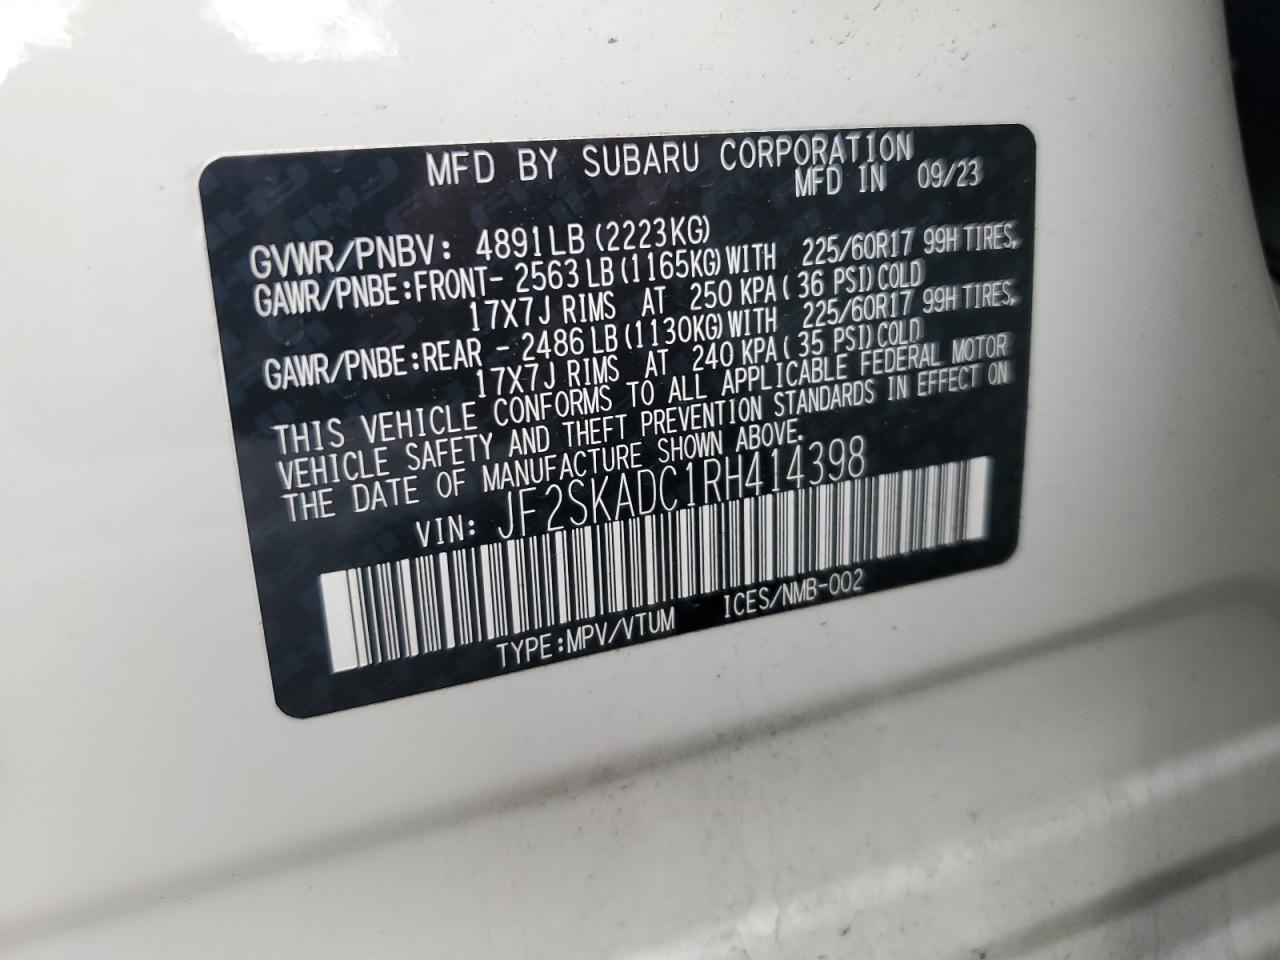 MFD BY SUBARU CORPORATION
MFD IN 09/23
GVWR/PNBV: 4891LB (2223KG)
GAWR/PNBE:FRONT- 2563 LB (1165KG) WITH 225/60R17 99H TIRES,
17X7J RIMS AT 250 KPA( 36 PSI) COLD
GAWR/PNBE:REAR - 2486 LB (1130KG) WITH 225/60R17 99H TIRES,
17X7J RIMS AT 240 KPA( 35 PSI) COLD
THIS VEHICLE CONFORMS TO ALL APPLICABLE FEDERAL MOTOR
VEHICLE SAFETY AND THEFT PREVENTION STANDARDS IN EFFECT ON
THE DATE OF MANUFACTURE SHOWN ABOVE.
VIN: JF2SKADC1RH414398
TYPE:MPV/VTUM ICES/NMB-002